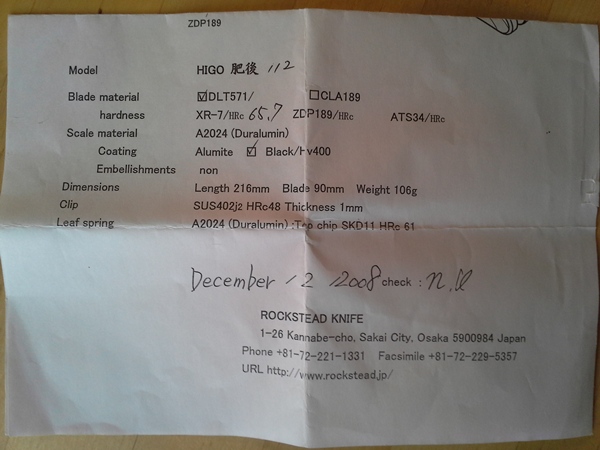 ZDP189
Model HIGO 肥後 112
Blade material ☑DLT571/ ☐CLA189
hardness XR-7/HRc 65.7 ZDP189/HRc ATS34/HRc
Scale material A2024 (Duralumin)
Coating Alumite ☑ Black/Hv400
Embellishments non
Dimensions Length 216mm Blade 90mm Weight 106g
Clip SUS402j2 HRc48 Thickness 1mm
Leaf spring A2024 (Duralumin) :Top chip SKD11 HRc 61
December 12 2008 check :
ROCKSTEAD KNIFE
1-26 Kannabe-cho, Sakai City, Osaka 5900984 Japan
Phone +81-72-221-1331 Facsimile +81-72-229-5357
URL http://www.rockstead.jp/